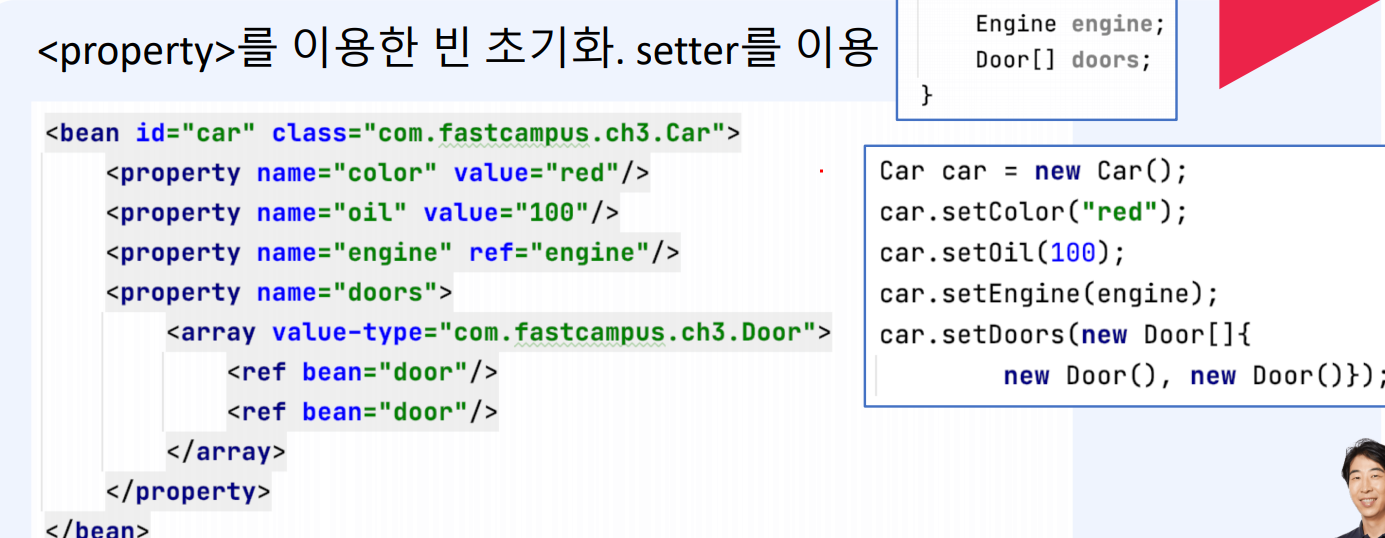 <property>를 이용한 빈 초기화. setter를 이용
Engine engine;
Door[] doors;
}
<bean id="car" class="com.fastcampus.ch3.Car">
<property name="color" value="red"/>
<property name="oil" value="100"/>
<property name="engine" ref="engine"/>
<property name="doors">
<array value-type="com.fastcampus.ch3.Door">
<ref bean="door"/>
<ref bean="door"/>
</array>
</property>
</bean>
Car car = new Car();
car.setColor("red");
car.setOil(100);
car.setEngine(engine);
car.setDoors(new Door[]{
new Door(), new Door()});